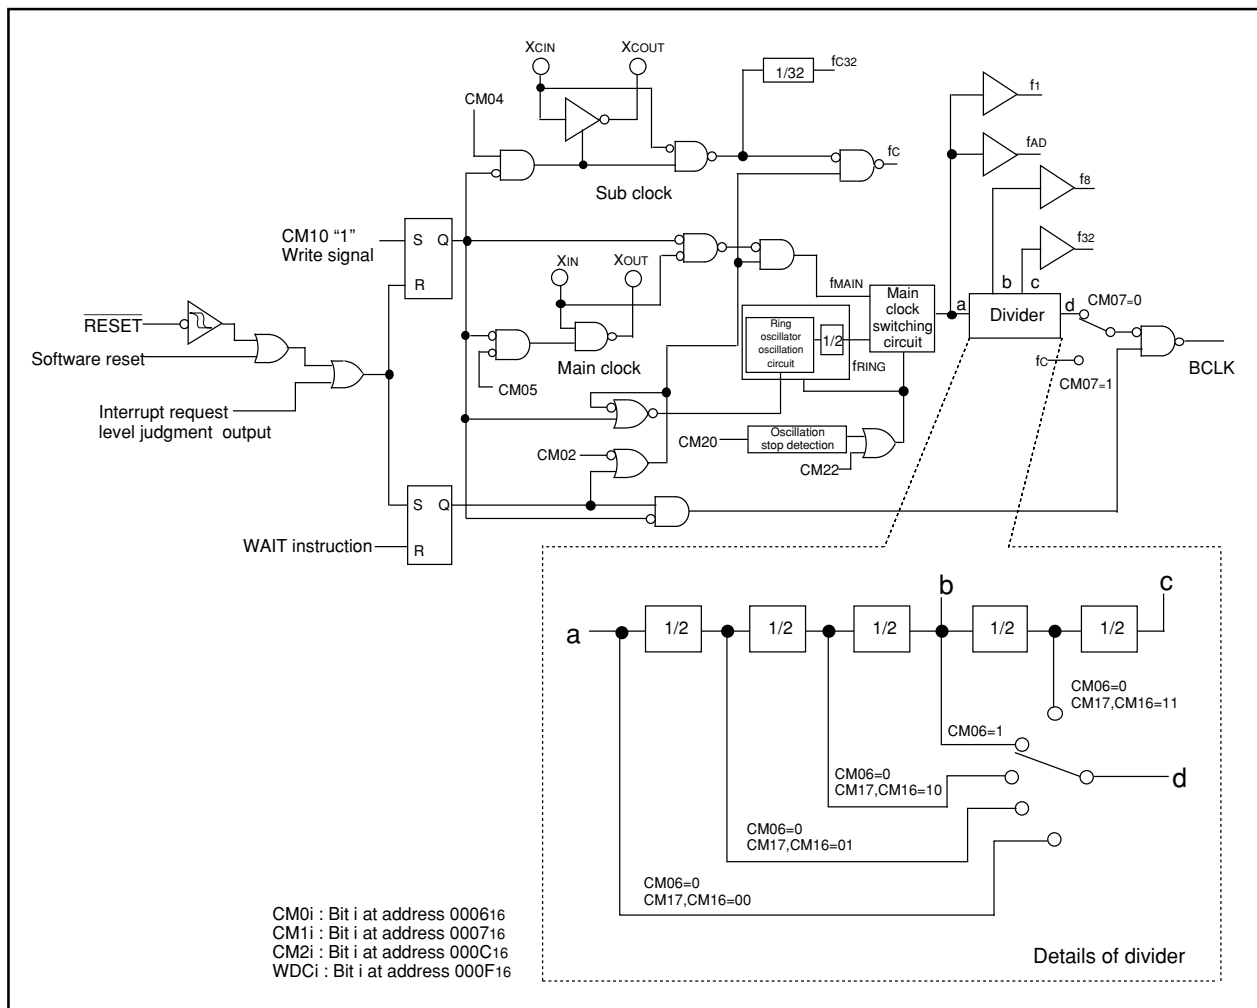 XCIN
XCOUT
CM04
1/32
fC32
f1
fAD
fC
f8
Sub clock
f32
CM10 “1”
Write signal
S Q
R
XIN
XOUT
fMAIN
Main
clock
switching
circuit
a
b
c
d
CM07=0
Divider
RESET
Ring
oscillator
oscillation
circuit
1/2
Software reset
Main clock
fRING
fC
BCLK
CM07=1
CM05
Interrupt request
level judgment output
CM20
Oscillation
stop detection
CM02
CM22
S Q
R
WAIT instruction
b
c
a
1/2
1/2
1/2
1/2
1/2
CM06=0
CM17,CM16=11
CM06=1
CM06=0
CM17,CM16=10
d
CM06=0
CM17,CM16=01
CM06=0
CM17,CM16=00
CM0i : Bit i at address 000616
CM1i : Bit i at address 000716
CM2i : Bit i at address 000C16
WDCi : Bit i at address 000F16
Details of divider